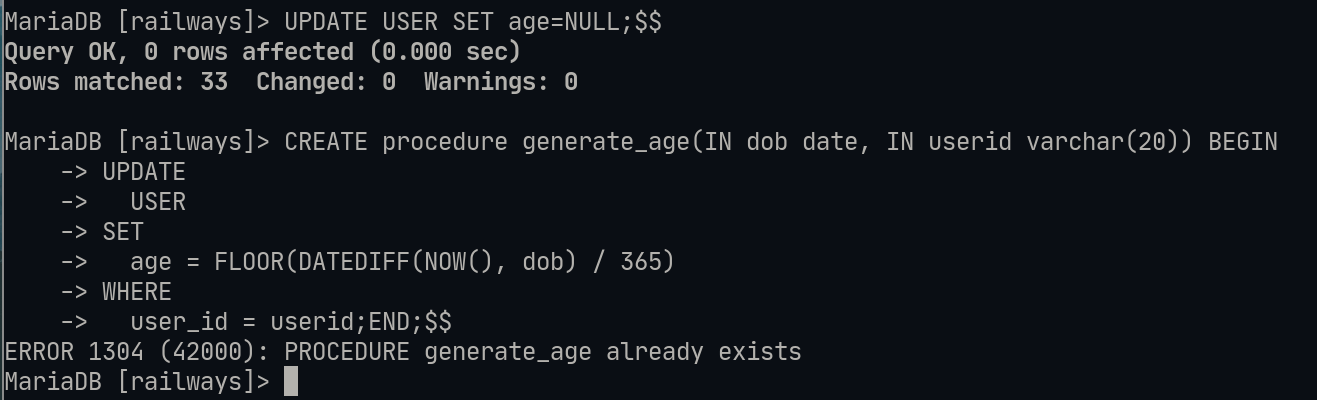 MariaDB [railways]> UPDATE USER SET age=NULL;$$
Query OK, 0 rows affected (0.000 sec)
Rows matched: 33  Changed: 0  Warnings: 0

MariaDB [railways]> CREATE procedure generate_age(IN dob date, IN userid varchar(20)) BEGIN
    -> UPDATE
    ->   USER
    -> SET
    ->   age = FLOOR(DATEDIFF(NOW(), dob) / 365)
    -> WHERE
    ->   user_id = userid;END;$$
ERROR 1304 (42000): PROCEDURE generate_age already exists
MariaDB [railways]>